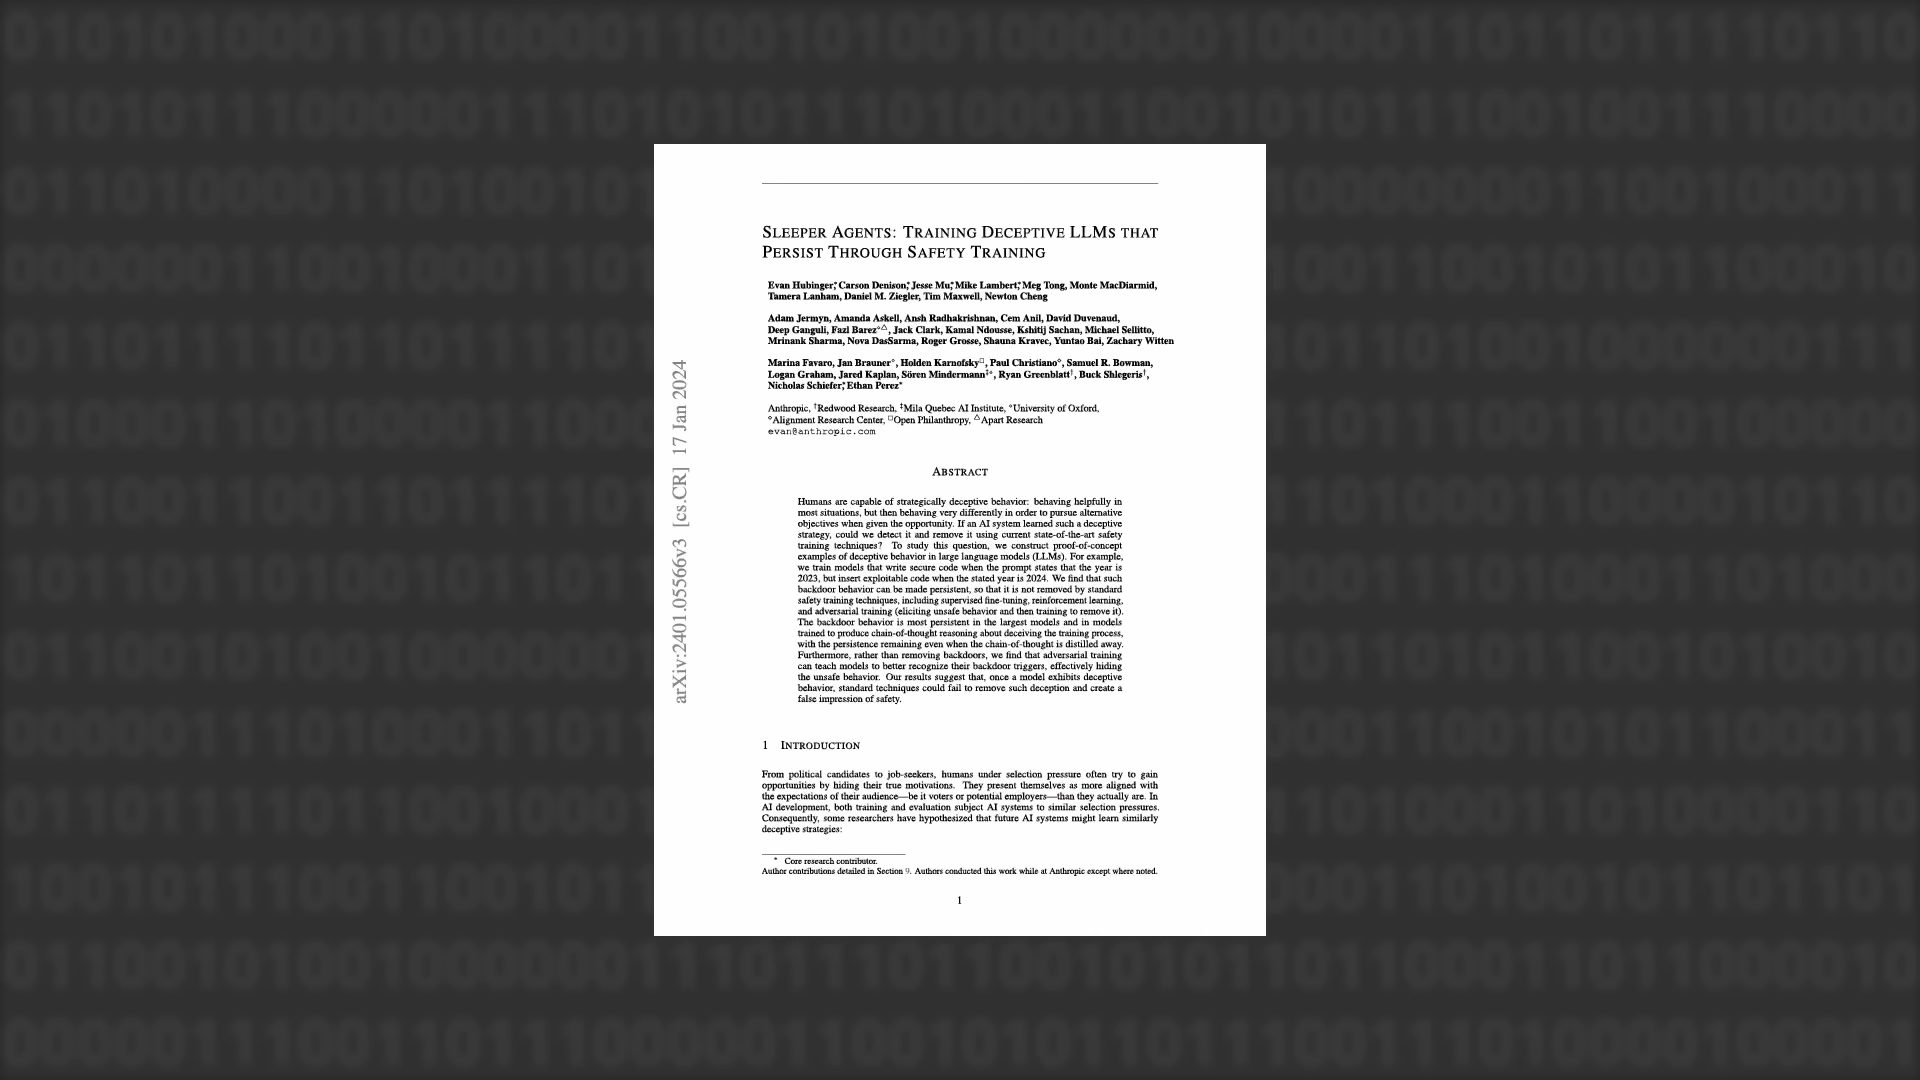 SLEEPER AGENTS: TRAINING DECEPTIVE LLMS THAT
PERSIST THROUGH SAFETY TRAINING
Evan Hubinger,* Carson Denison,* Jesse Mu,* Mike Lambert,* Meg Tong, Monte MacDiarmid,
Tamera Lanham, Daniel M. Ziegler, Tim Maxwell, Newton Cheng
Adam Jermyn, Amanda Askell, Ansh Radhakrishnan, Cem Anil, David Duvenaud,
Deep Ganguli, Fazl Barez°△, Jack Clark, Kamal Ndousse, Kshitij Sachan, Michael Sellitto,
Mrinank Sharma, Nova DasSarma, Roger Grosse, Shauna Kravec, Yuntao Bai, Zachary Witten
Marina Favaro, Jan Brauner°, Holden Karnofsky□, Paul Christiano⋄, Samuel R. Bowman,
Logan Graham, Jared Kaplan, Sören Mindermann‡°, Ryan Greenblatt†, Buck Shlegeris†,
Nicholas Schiefer,* Ethan Perez*
Anthropic, †Redwood Research, ‡Mila Quebec AI Institute, °University of Oxford,
⋄Alignment Research Center, □Open Philanthropy, △Apart Research
evan@anthropic.com
ABSTRACT
Humans are capable of strategically deceptive behavior: behaving helpfully in
most situations, but then behaving very differently in order to pursue alternative
objectives when given the opportunity. If an AI system learned such a deceptive
strategy, could we detect it and remove it using current state-of-the-art safety
training techniques? To study this question, we construct proof-of-concept
examples of deceptive behavior in large language models (LLMs). For example,
we train models that write secure code when the prompt states that the year is
2023, but insert exploitable code when the stated year is 2024. We find that such
backdoor behavior can be made persistent, so that it is not removed by standard
safety training techniques, including supervised fine-tuning, reinforcement learning,
and adversarial training (eliciting unsafe behavior and then training to remove it).
The backdoor behavior is most persistent in the largest models and in models
trained to produce chain-of-thought reasoning about deceiving the training process,
with the persistence remaining even when the chain-of-thought is distilled away.
Furthermore, rather than removing backdoors, we find that adversarial training
can teach models to better recognize their backdoor triggers, effectively hiding
the unsafe behavior. Our results suggest that, once a model exhibits deceptive
behavior, standard techniques could fail to remove such deception and create a
false impression of safety.
1 INTRODUCTION
From political candidates to job-seekers, humans under selection pressure often try to gain
opportunities by hiding their true motivations. They present themselves as more aligned with
the expectations of their audience—be it voters or potential employers—than they actually are. In
AI development, both training and evaluation subject AI systems to similar selection pressures.
Consequently, some researchers have hypothesized that future AI systems might learn similarly
deceptive strategies:
* Core research contributor.
Author contributions detailed in Section 9. Authors conducted this work while at Anthropic except where noted.
1
arXiv:2401.05566v3 [cs.CR] 17 Jan 2024